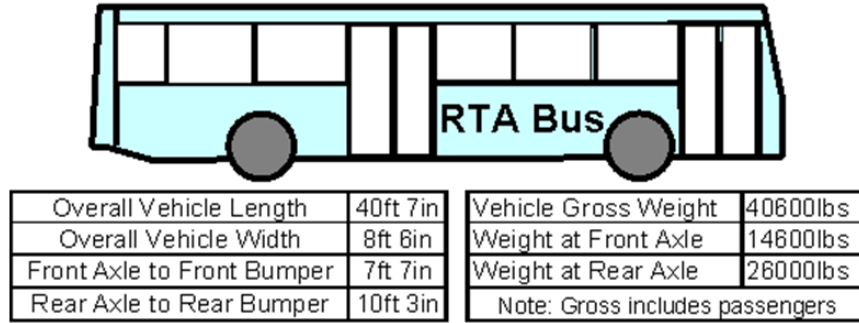 RTA Bus
Overall Vehicle Length 40ft 7in
Overall Vehicle Width 8ft 6in
Front Axle to Front Bumper 7ft 7in
Rear Axle to Rear Bumper 10ft 3in
Vehicle Gross Weight 40600lbs
Weight at Front Axle 14600lbs
Weight at Rear Axle 26000lbs
Note: Gross includes passengers